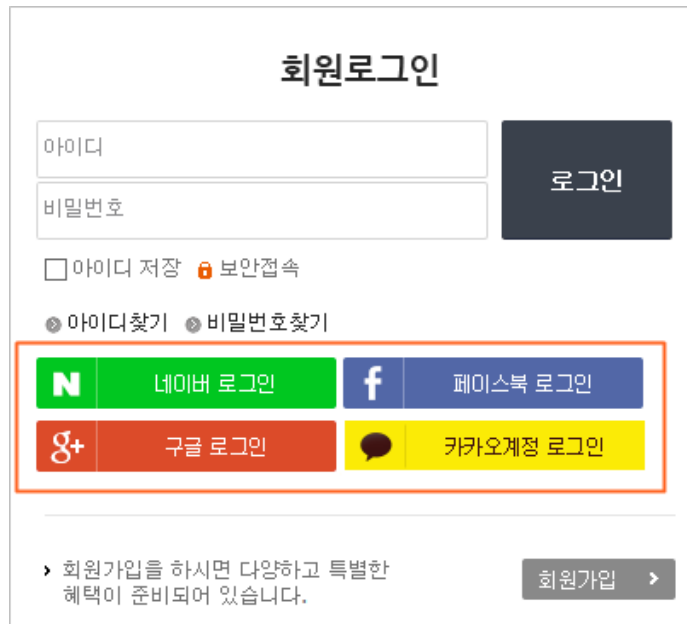 회원로그인
아이디
로그인
비밀번호
아이디 저장 보안접속
아이디찾기 비밀번호찾기
N 네이버 로그인 f 페이스북 로그인
g+ 구글 로그인 카카오계정 로그인
회원가입을 하시면 다양하고 특별한
혜택이 준비되어 있습니다.
회원가입